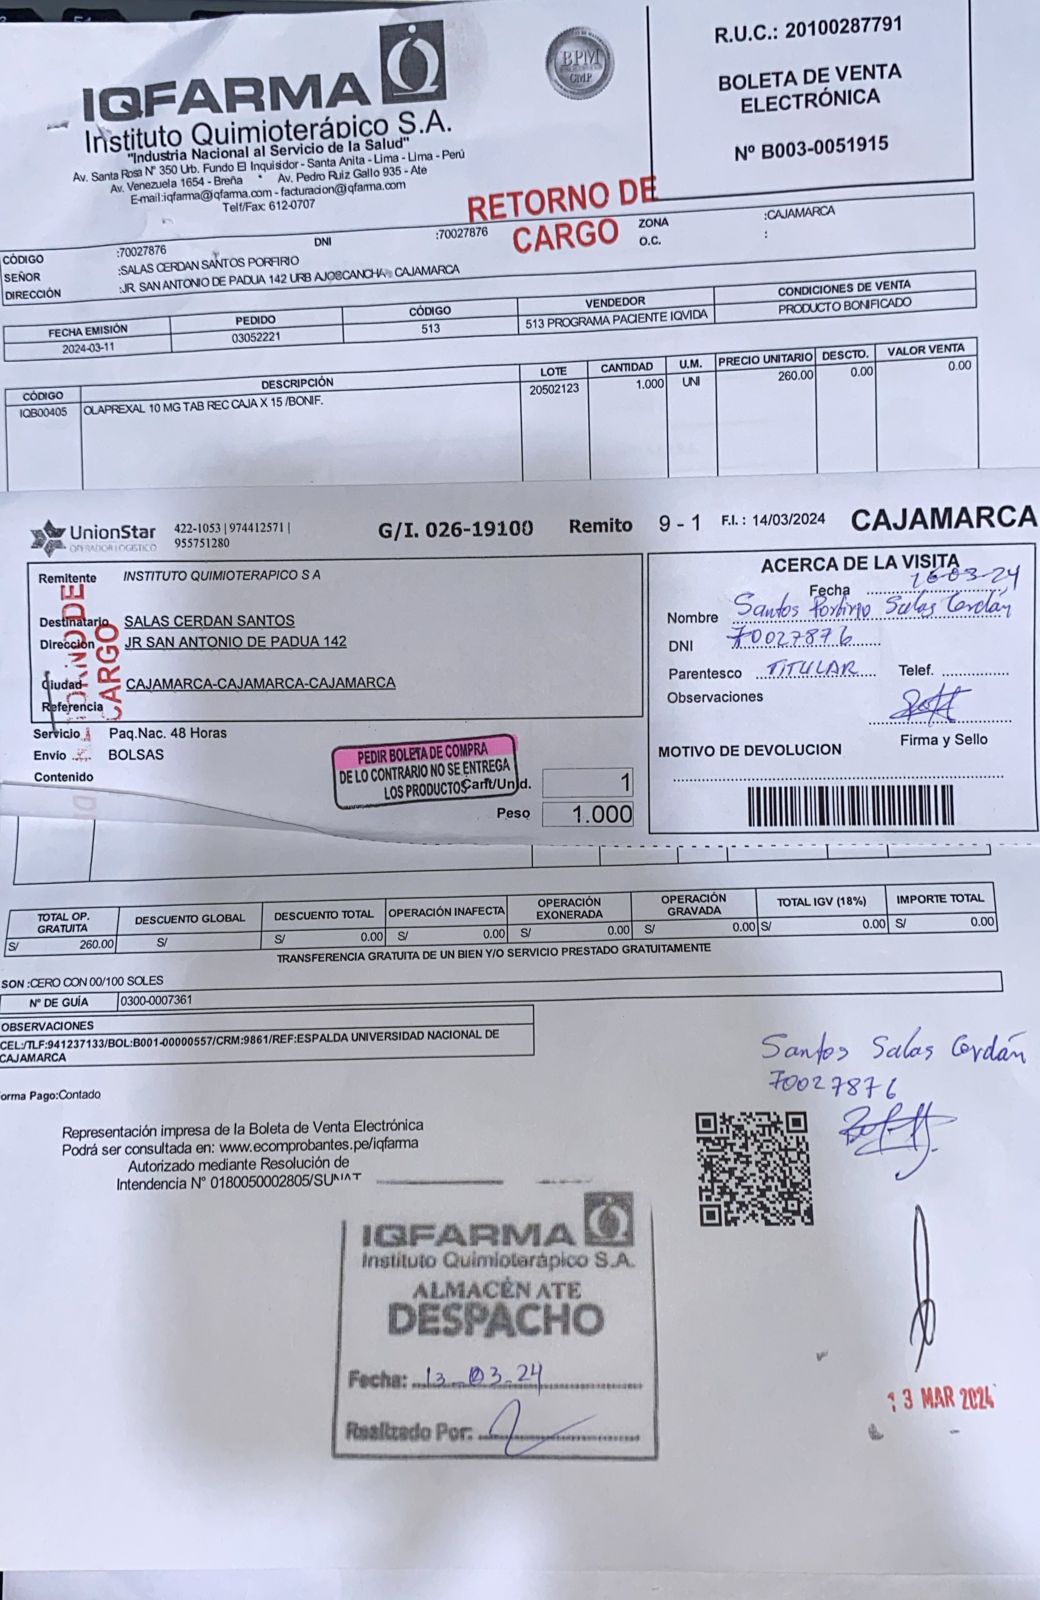 IQFARMA
Instituto Quimioterápico S.A.
"Industria Nacional al Servicio de la Salud"
Av. Santa Rosa N° 350 Urb. Fundo El Inquisidor - Santa Anita - Lima - Lima - Perú
Av. Venezuela 1654 - Breña * Av. Pedro Ruiz Gallo 935 - Ate
E-mail:iqfarma@iqfarma.com - facturacion@iqfarma.com
Telf/Fax: 612-0707
BPM
GMP
R.U.C.: 20100287791
BOLETA DE VENTA
ELECTRÓNICA
Nº B003-0051915
RETORNO DE
CARGO
CÓDIGO :70027876 DNI :70027876 ZONA :CAJAMARCA
SEÑOR :SALAS CERDAN SANTOS PORFIRIO O.C. :
DIRECCIÓN :JR. SAN ANTONIO DE PADUA 142 URB AJOSCANCHA CAJAMARCA
FECHA EMISIÓN PEDIDO CÓDIGO VENDEDOR CONDICIONES DE VENTA
2024-03-11 03052221 513 513 PROGRAMA PACIENTE IQVIDA PRODUCTO BONIFICADO
CÓDIGO DESCRIPCIÓN LOTE CANTIDAD U.M. PRECIO UNITARIO DESCTO. VALOR VENTA
IQB00405 OLAPREXAL 10 MG TAB REC CAJA X 15 /BONIF. 20502123 1.000 UNI 260.00 0.00 0.00
UnionStar
OPERADOR LOGISTICO
422-1053 | 974412571 |
955751280
G/I. 026-19100 Remito 9 - 1 F.I. : 14/03/2024 CAJAMARCA
Remitente INSTITUTO QUIMIOTERAPICO S A
Destinatario SALAS CERDAN SANTOS
Dirección JR SAN ANTONIO DE PADUA 142
Ciudad CAJAMARCA-CAJAMARCA-CAJAMARCA
Referencia
CARGO
Servicio Paq.Nac. 48 Horas
Envio BOLSAS
Contenido
PEDIR BOLETA DE COMPRA
DE LO CONTRARIO NO SE ENTREGA
LOS PRODUCTOS
Cant/Unid. 1
Peso 1.000
ACERCA DE LA VISITA
Fecha 16-03-24
Nombre Santos Porfirio Salas Cerdán
DNI 70027876
Parentesco TITULAR Telef.
Observaciones
Firma y Sello
MOTIVO DE DEVOLUCION
TOTAL OP. GRATUITA DESCUENTO GLOBAL DESCUENTO TOTAL OPERACIÓN INAFECTA OPERACIÓN EXONERADA OPERACIÓN GRAVADA TOTAL IGV (18%) IMPORTE TOTAL
S/ 260.00 S/ S/ 0.00 S/ 0.00 S/ 0.00 S/ 0.00 S/ 0.00 S/ 0.00
TRANSFERENCIA GRATUITA DE UN BIEN Y/O SERVICIO PRESTADO GRATUITAMENTE
SON :CERO CON 00/100 SOLES
N° DE GUÍA 0300-0007361
OBSERVACIONES
CEL:/TLF:941237133/BOL:B001-00000557/CRM:9861/REF:ESPALDA UNIVERSIDAD NACIONAL DE
CAJAMARCA
orma Pago:Contado
Santos Salas Cerdán
70027876
Representación impresa de la Boleta de Venta Electrónica
Podrá ser consultada en: www.ecomprobantes.pe/iqfarma
Autorizado mediante Resolución de
Intendencia N° 0180050002805/SUNAT
IQFARMA
Instituto Quimioterápico S.A.
ALMACÉN ATE
DESPACHO
Fecha: 13-03-24
Realizado Por:
13 MAR 2024